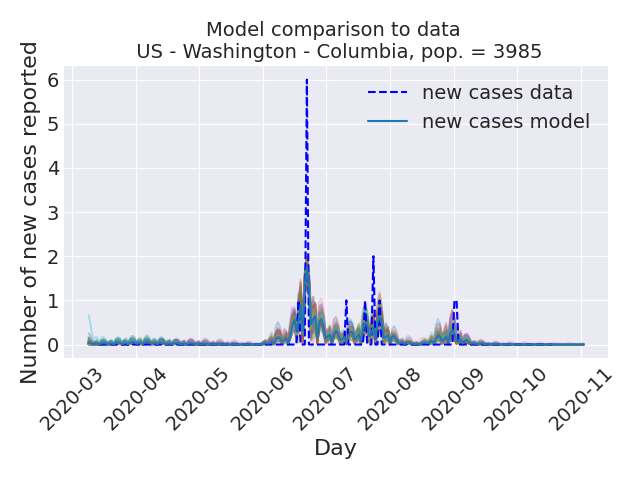 Model comparison to data
US - Washington - Columbia, pop. = 3985
Number of new cases reported
6
5
4
3
2
1
0
new cases data
new cases model
2020-03
2020-04
2020-05
2020-06
2020-07
2020-08
2020-09
2020-10
2020-11
Day